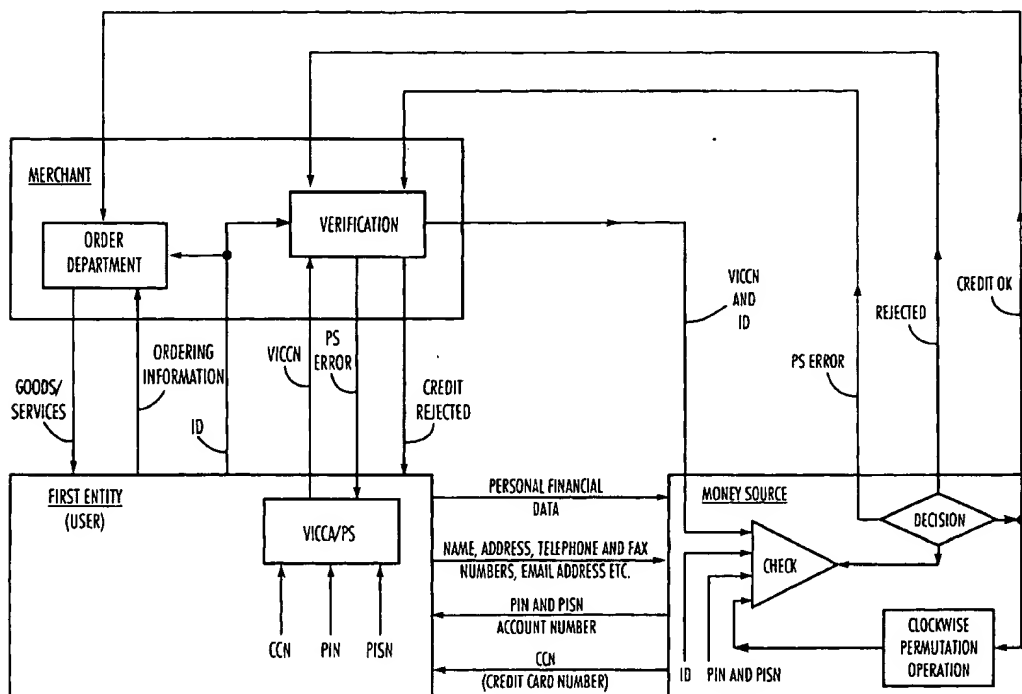 MERCHANT
ORDER
DEPARTMENT
VERIFICATION
GOODS/
SERVICES
ORDERING
INFORMATION
ID
VICCN
PS
ERROR
CREDIT
REJECTED
VICCN
AND
ID
PS ERROR
REJECTED
CREDIT OK
FIRST ENTITY
(USER)
VICCA/PS
CCN
PIN
PISN
PERSONAL FINANCIAL
DATA
NAME, ADDRESS, TELEPHONE AND FAX
NUMBERS, EMAIL ADDRESS ETC.
PIN AND PISN
ACCOUNT NUMBER
CCN
(CREDIT CARD NUMBER)
MONEY SOURCE
DECISION
CHECK
CLOCKWISE
PERMUTATION
OPERATION
ID
PIN AND PISN